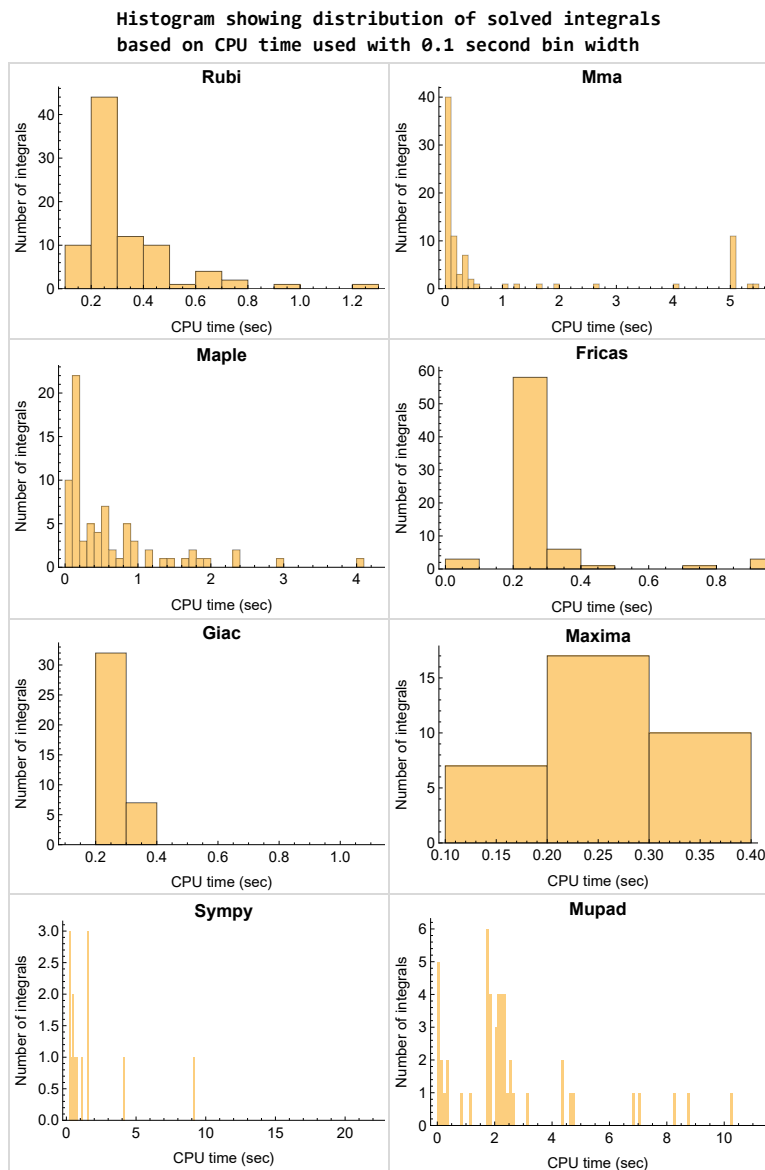 Histogram showing distribution of solved integrals
based on CPU time used with 0.1 second bin width
Rubi
Number of integrals
40
30
20
10
0
0.2 0.4 0.6 0.8 1.0 1.2
CPU time (sec)
Mma
Number of integrals
40
30
20
10
0
0 1 2 3 4 5
CPU time (sec)
Maple
Number of integrals
20
15
10
5
0
0 1 2 3 4
CPU time (sec)
Fricas
Number of integrals
60
50
40
30
20
10
0
0.0 0.2 0.4 0.6 0.8
CPU time (sec)
Giac
Number of integrals
30
25
20
15
10
5
0
0.2 0.4 0.6 0.8 1.0
CPU time (sec)
Maxima
Number of integrals
15
10
5
0
0.10 0.15 0.20 0.25 0.30 0.35 0.40
CPU time (sec)
Sympy
Number of integrals
3.0
2.5
2.0
1.5
1.0
0.5
0.0
0 5 10 15 20
CPU time (sec)
Mupad
Number of integrals
6
5
4
3
2
1
0
0 2 4 6 8 10
CPU time (sec)